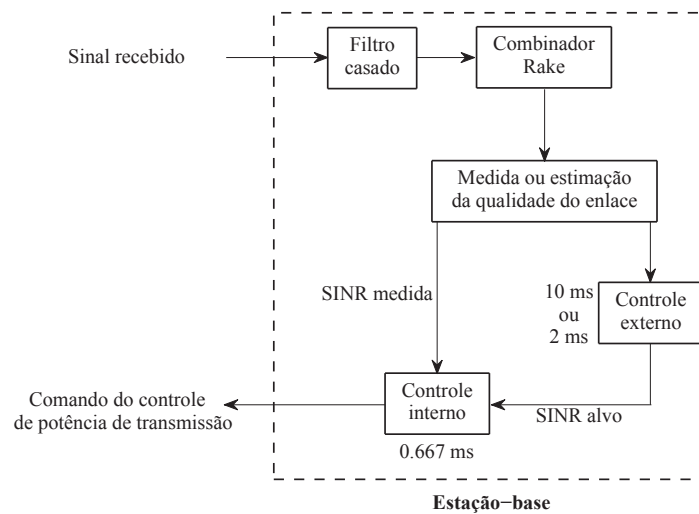 Sinal recebido
Filtro
casado
Combinador
Rake
Medida ou estimação
da qualidade do enlace
SINR medida
10 ms
ou
2 ms
Controle
externo
Comando do controle
de potência de transmissão
Controle
interno
SINR alvo
0.667 ms
Estação−base